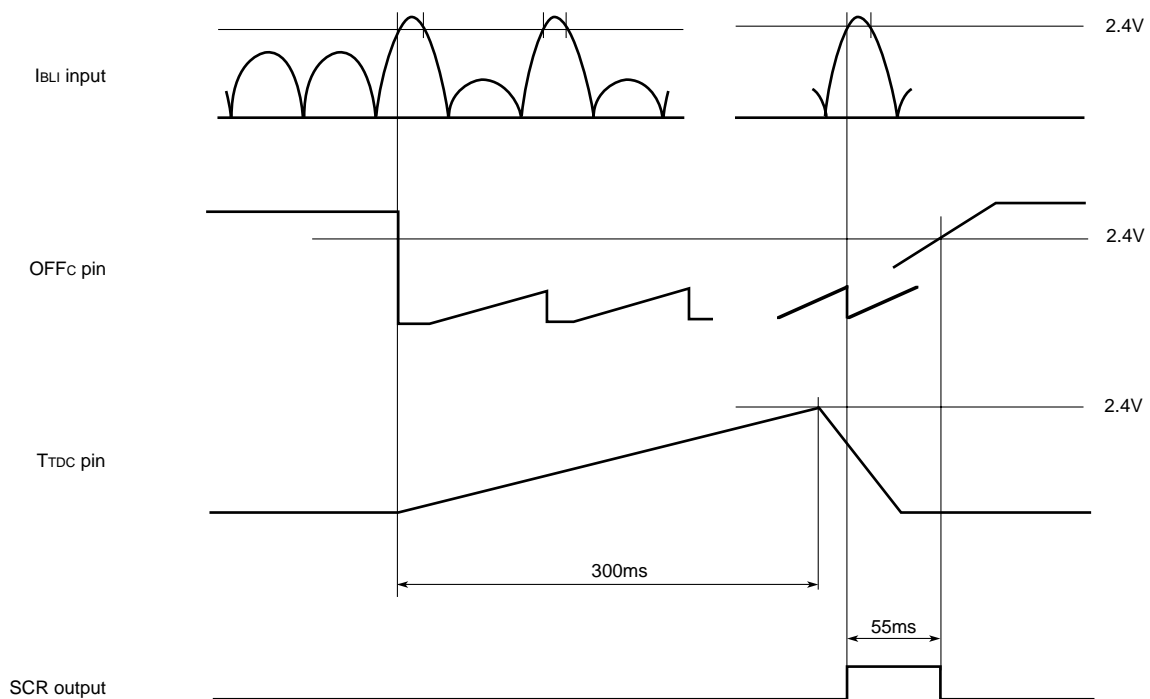 2.4V
IBLI input
2.4V
OFFC pin
2.4V
TTDC pin
300ms
55ms
SCR output